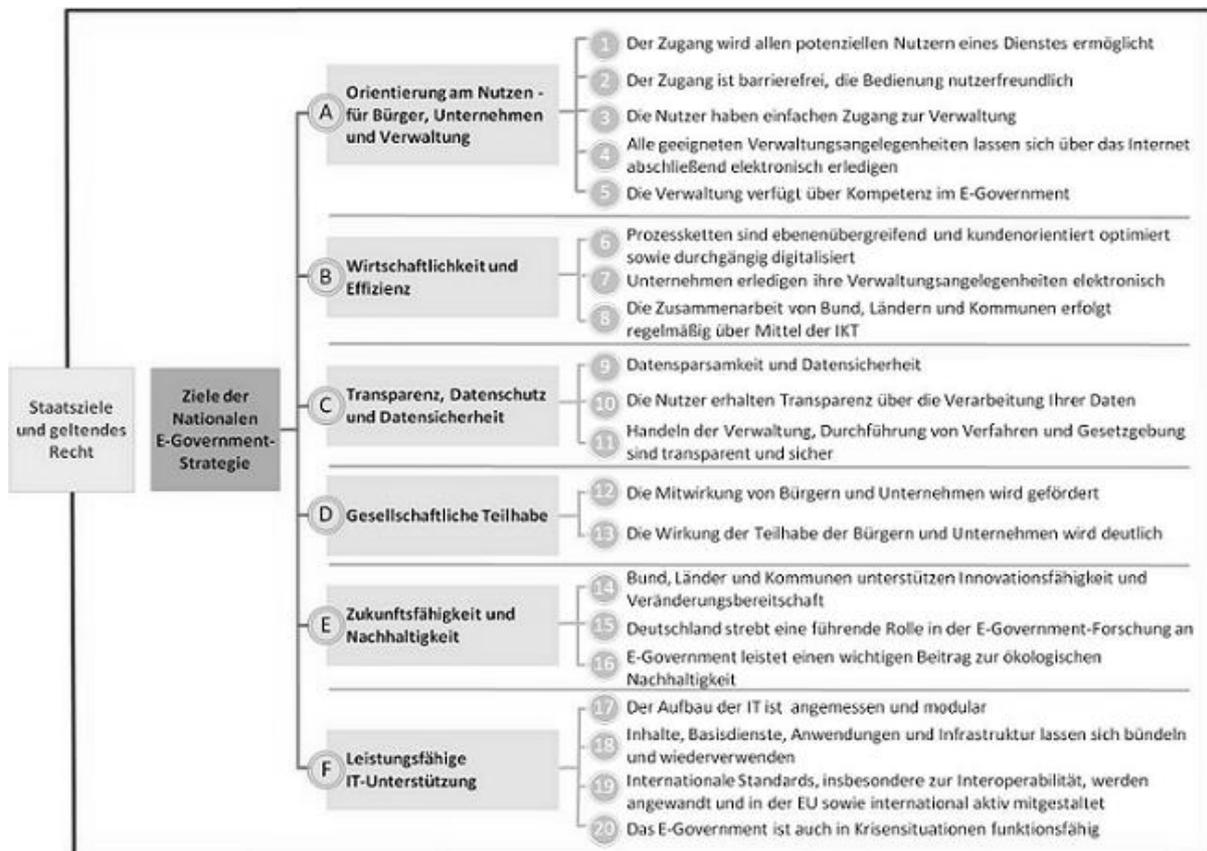 Staatsziele
und geltendes
Recht
Ziele der
Nationalen
E-Government-
Strategie
A
Orientierung am Nutzen -
für Bürger, Unternehmen
und Verwaltung
1 Der Zugang wird allen potenziellen Nutzern eines Dienstes ermöglicht
2 Der Zugang ist barrierefrei, die Bedienung nutzerfreundlich
3 Die Nutzer haben einfachen Zugang zur Verwaltung
4 Alle geeigneten Verwaltungsangelegenheiten lassen sich über das Internet
abschließend elektronisch erledigen
5 Die Verwaltung verfügt über Kompetenz im E-Government
B
Wirtschaftlichkeit und
Effizienz
6 Prozessketten sind ebenenübergreifend und kundenorientiert optimiert
sowie durchgängig digitalisiert
7 Unternehmen erledigen ihre Verwaltungsangelegenheiten elektronisch
8 Die Zusammenarbeit von Bund, Ländern und Kommunen erfolgt
regelmäßig über Mittel der IKT
C
Transparenz, Datenschutz
und Datensicherheit
9 Datensparsamkeit und Datensicherheit
10 Die Nutzer erhalten Transparenz über die Verarbeitung Ihrer Daten
11 Handeln der Verwaltung, Durchführung von Verfahren und Gesetzgebung
sind transparent und sicher
D
Gesellschaftliche Teilhabe
12 Die Mitwirkung von Bürgern und Unternehmen wird gefördert
13 Die Wirkung der Teilhabe der Bürgern und Unternehmen wird deutlich
E
Zukunftsfähigkeit und
Nachhaltigkeit
14 Bund, Länder und Kommunen unterstützen Innovationsfähigkeit und
Veränderungsbereitschaft
15 Deutschland strebt eine führende Rolle in der E-Government-Forschung an
16 E-Government leistet einen wichtigen Beitrag zur ökologischen
Nachhaltigkeit
F
Leistungsfähige
IT-Unterstützung
17 Der Aufbau der IT ist angemessen und modular
18 Inhalte, Basisdienste, Anwendungen und Infrastruktur lassen sich bündeln
und wiederverwenden
19 Internationale Standards, insbesondere zur Interoperabilität, werden
angewandt und in der EU sowie international aktiv mitgestaltet
20 Das E-Government ist auch in Krisensituationen funktionsfähig